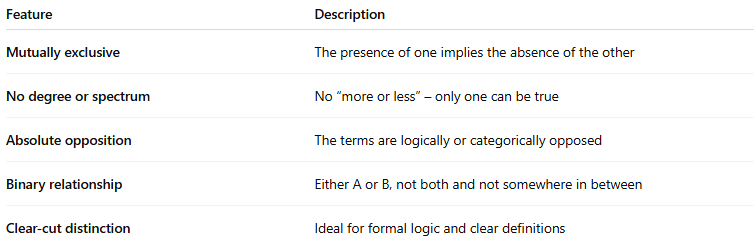 Feature Description
Mutually exclusive The presence of one implies the absence of the other
No degree or spectrum No “more or less” – only one can be true
Absolute opposition The terms are logically or categorically opposed
Binary relationship Either A or B, not both and not somewhere in between
Clear-cut distinction Ideal for formal logic and clear definitions